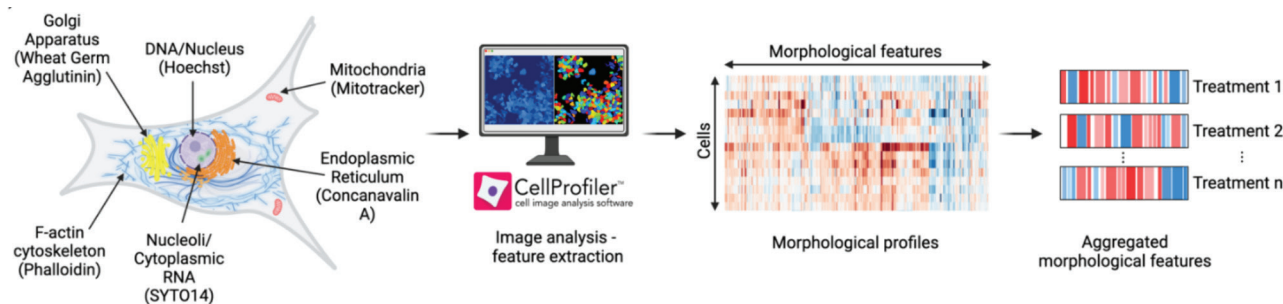 Golgi
Apparatus
(Wheat Germ
Agglutinin)
DNA/Nucleus
(Hoechst)
Mitochondria
(Mitotracker)
Endoplasmic
Reticulum
(Concanavalin
A)
F-actin
cytoskeleton
(Phalloidin)
Nucleoli/
Cytoplasmic
RNA
(SYTO14)
CellProfiler™
cell image analysis software
Image analysis -
feature extraction
Morphological features
Cells
Morphological profiles
Treatment 1
Treatment 2
⋮ ⋮
Treatment n
Aggregated
morphological features